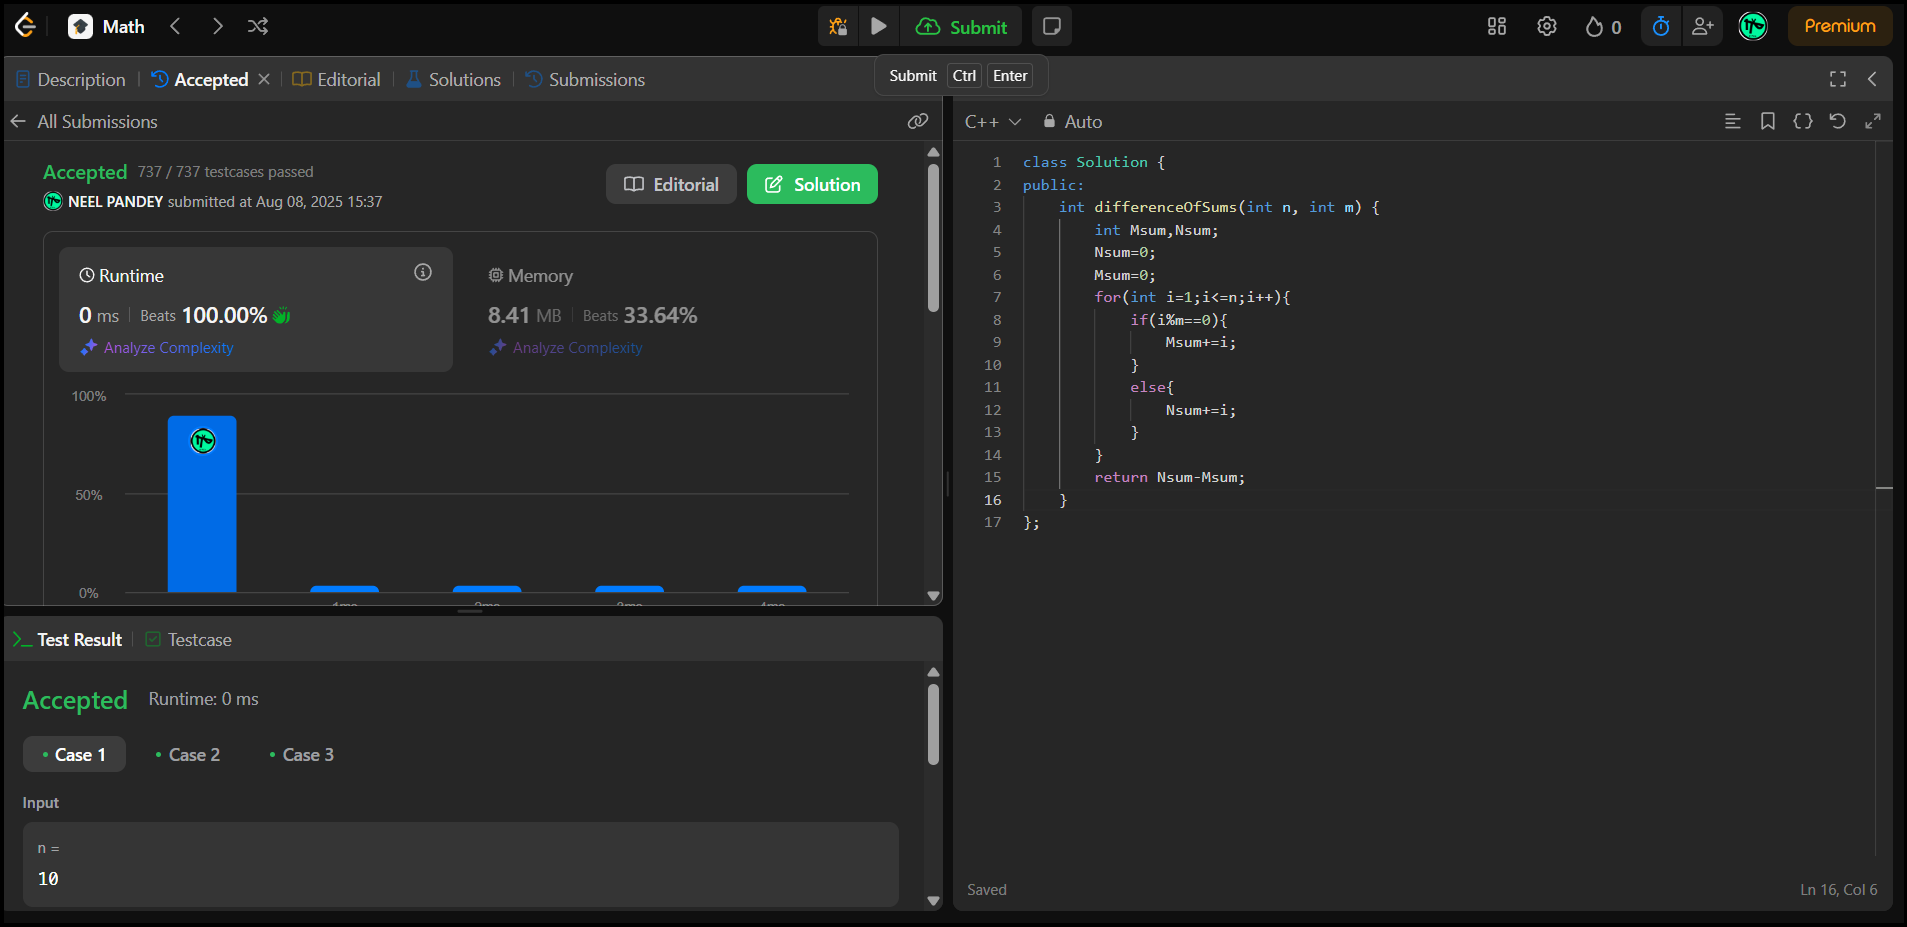 Math
Submit
0
Premium
Submit Ctrl Enter
Description
Accepted
Editorial
Solutions
Submissions
All Submissions
Accepted 737 / 737 testcases passed
NEEL PANDEY submitted at Aug 08, 2025 15:37
Editorial
Solution
Runtime
0 ms Beats 100.00%
Analyze Complexity
Memory
8.41 MB Beats 33.64%
Analyze Complexity
100%
50%
0%
1ms 2ms 3ms 4ms
Test Result
Testcase
Accepted Runtime: 0 ms
Case 1 Case 2 Case 3
Input
n =
10
C++ Auto
1 class Solution {
2 public:
3 int differenceOfSums(int n, int m) {
4 int Msum,Nsum;
5 Nsum=0;
6 Msum=0;
7 for(int i=1;i<=n;i++){
8 if(i%m==0){
9 Msum+=i;
10 }
11 else{
12 Nsum+=i;
13 }
14 }
15 return Nsum-Msum;
16 }
17 };
Saved
Ln 16, Col 6